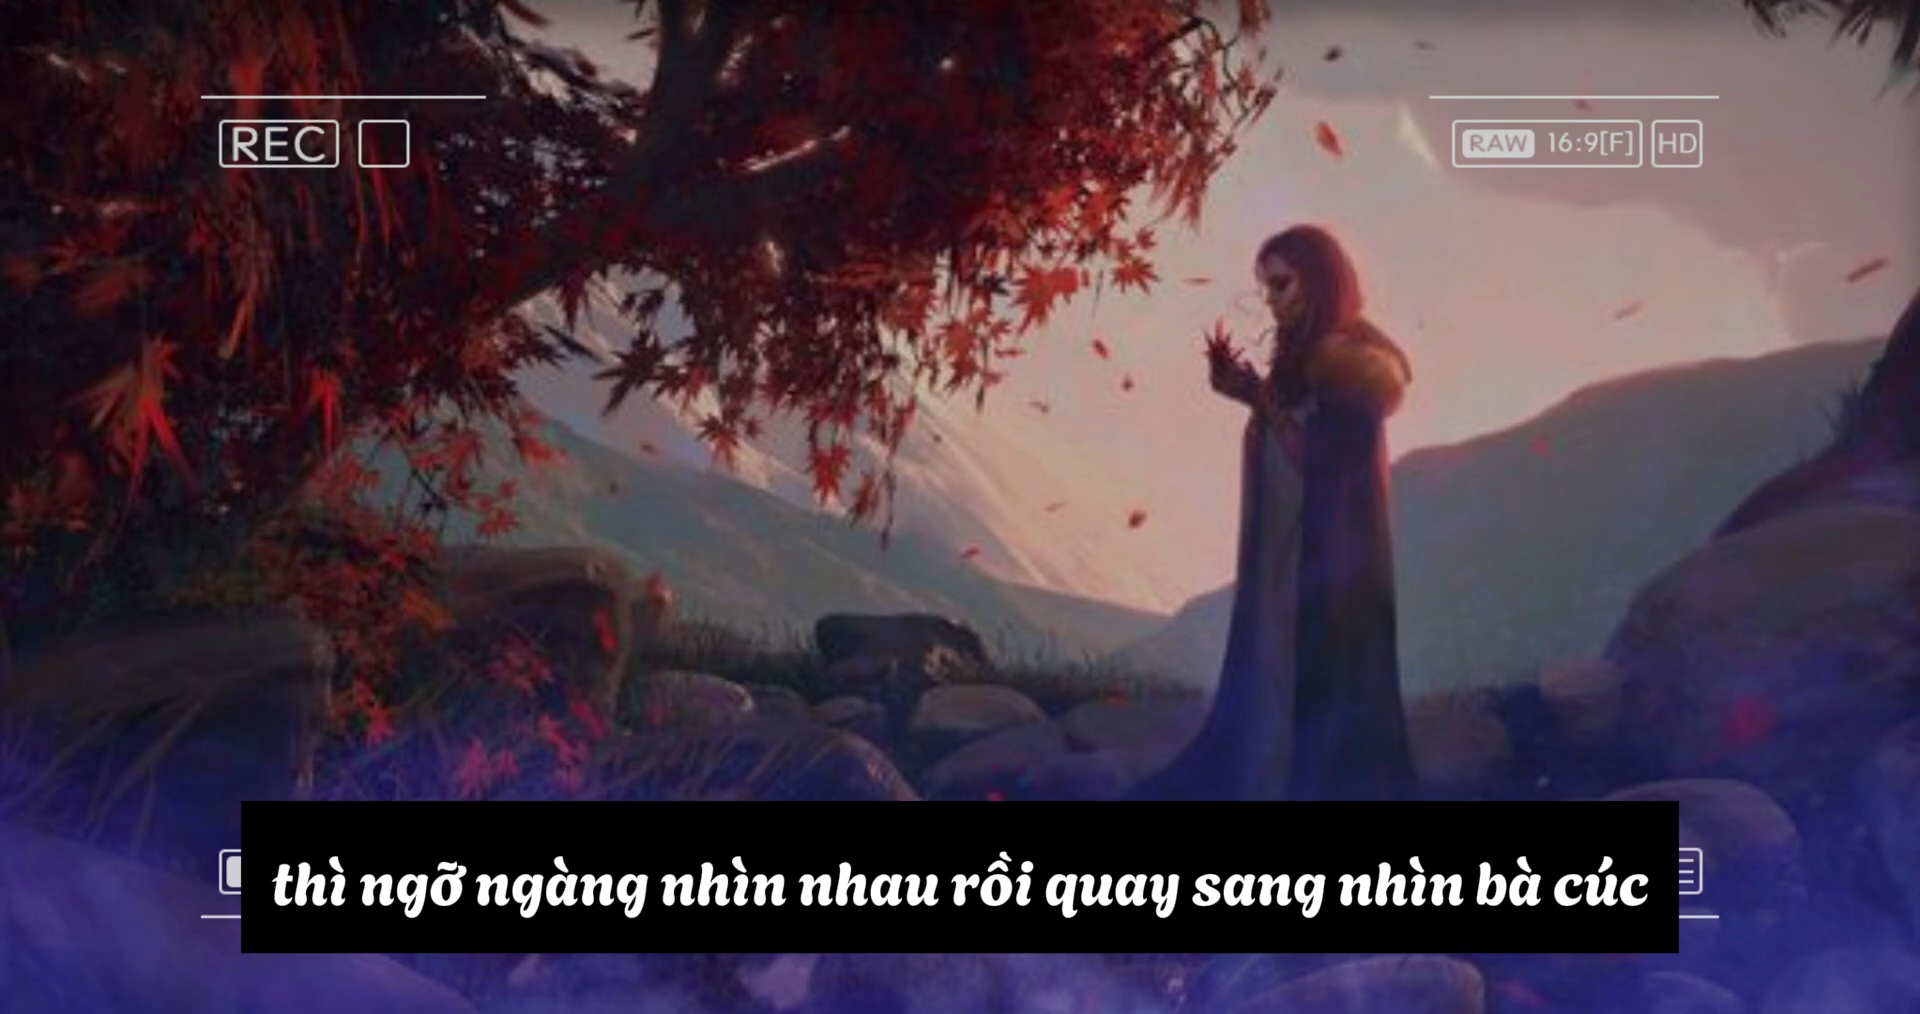 REC
RAW 16:9[F] HD
thì ngỡ ngàng nhìn nhau rồi quay sang nhìn bà cúc